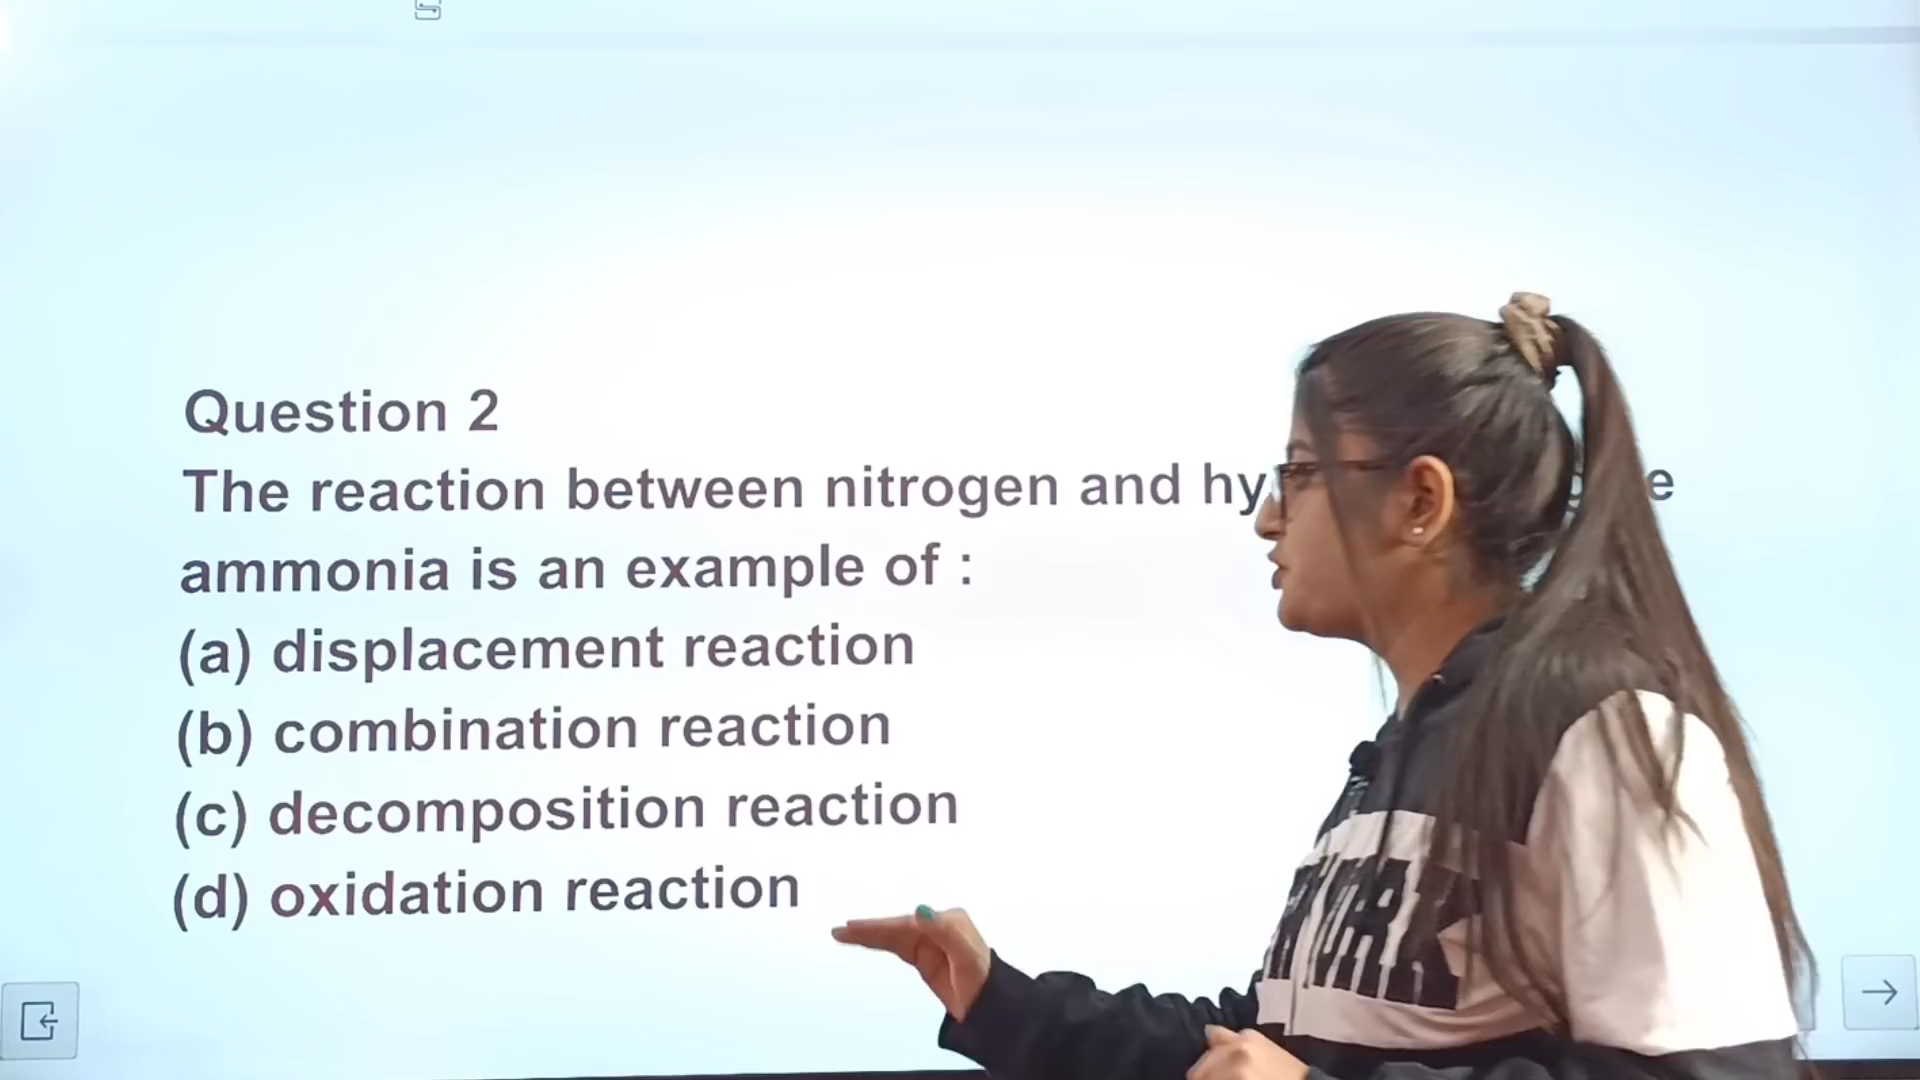 Question 2
The reaction between nitrogen and
ammonia is an example of :
(a) displacement reaction
(b) combination reaction
(c) decomposition reaction
(d) oxidation reaction